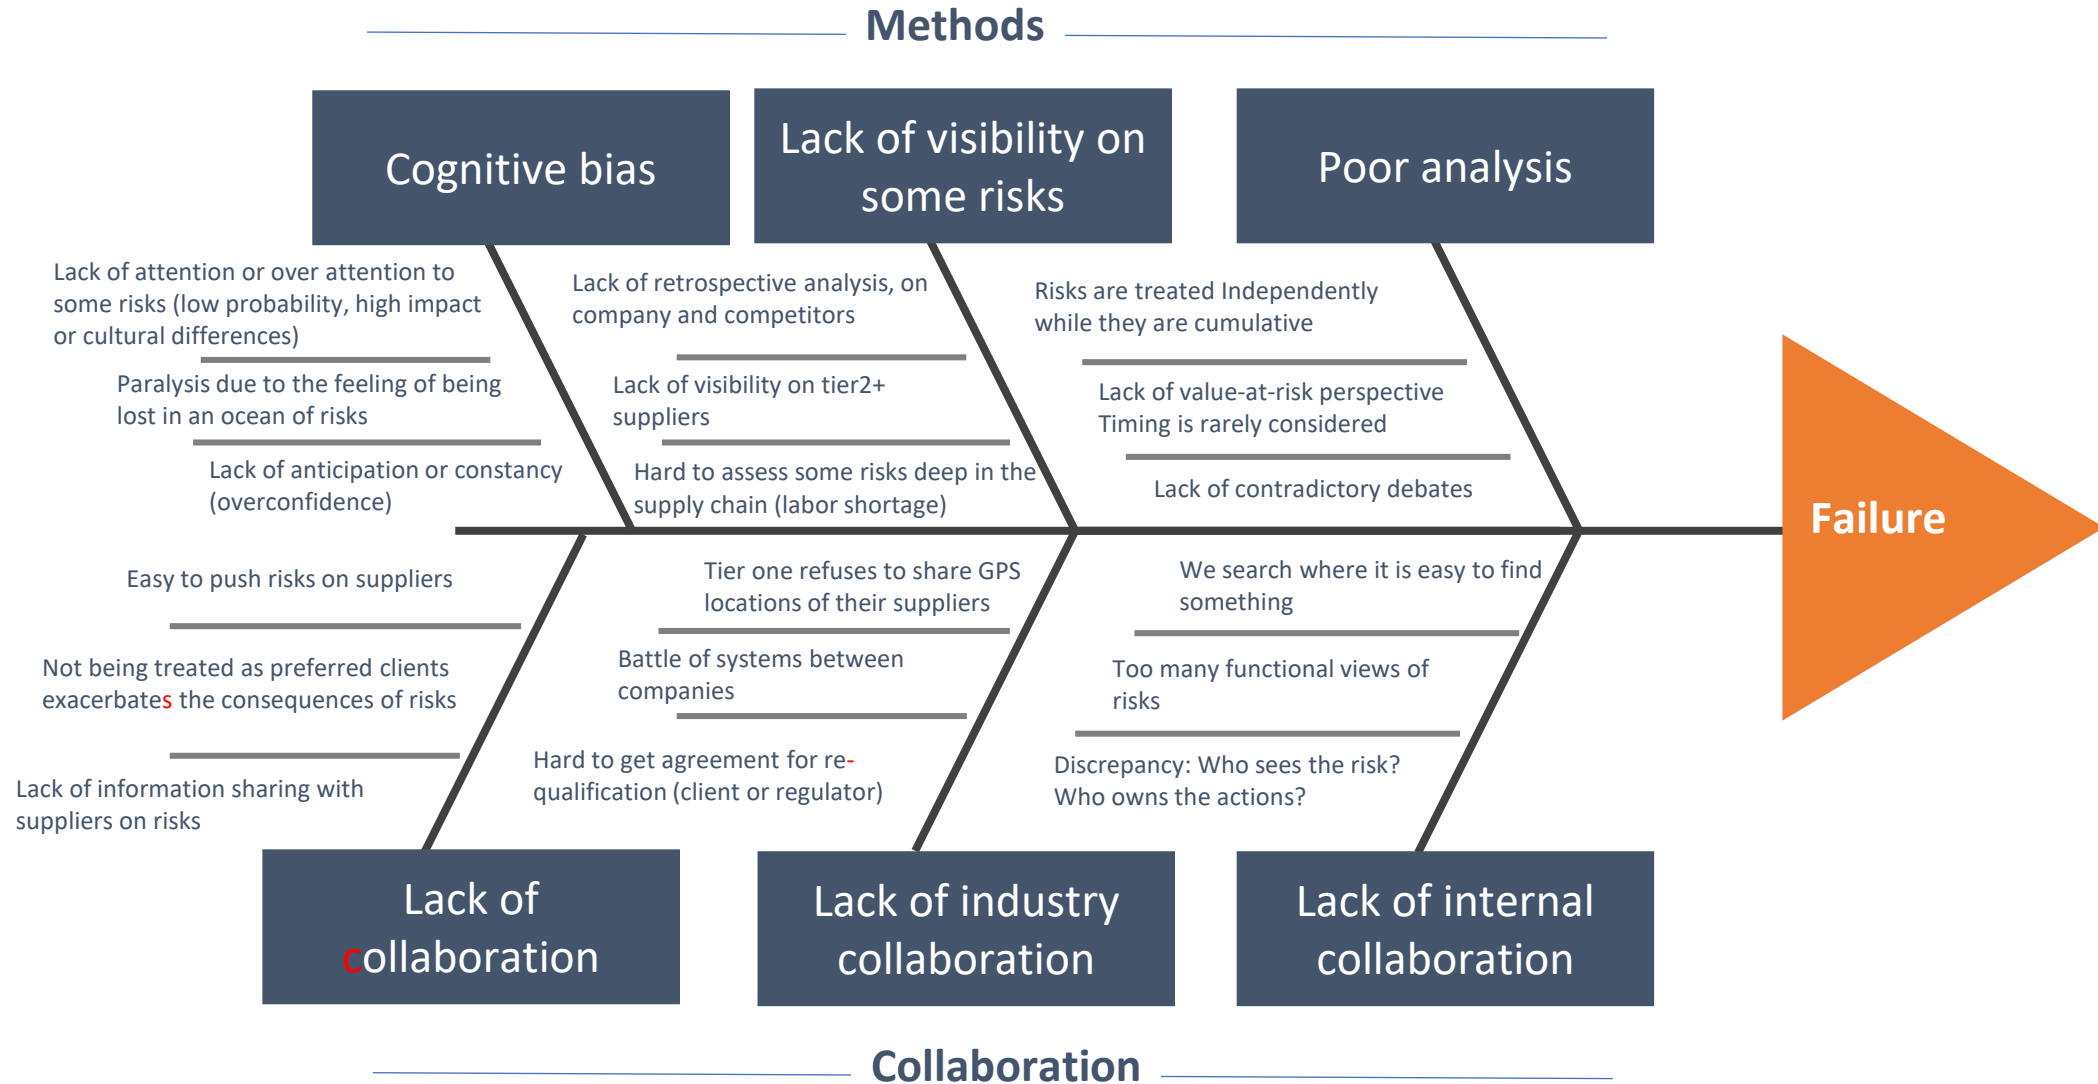 Methods
Cognitive bias
Lack of visibility on
some risks
Poor analysis
Lack of attention or over attention to
some risks (low probability, high impact
or cultural differences)
Paralysis due to the feeling of being
lost in an ocean of risks
Lack of anticipation or constancy
(overconfidence)
Lack of retrospective analysis, on
company and competitors
Lack of visibility on tier2+
suppliers
Hard to assess some risks deep in the
supply chain (labor shortage)
Risks are treated Independently
while they are cumulative
Lack of value-at-risk perspective
Timing is rarely considered
Lack of contradictory debates
Failure
Easy to push risks on suppliers
Not being treated as preferred clients
exacerbates the consequences of risks
Lack of information sharing with
suppliers on risks
Tier one refuses to share GPS
locations of their suppliers
Battle of systems between
companies
Hard to get agreement for re-
qualification (client or regulator)
We search where it is easy to find
something
Too many functional views of
risks
Discrepancy: Who sees the risk?
Who owns the actions?
Lack of
collaboration
Lack of industry
collaboration
Lack of internal
collaboration
Collaboration